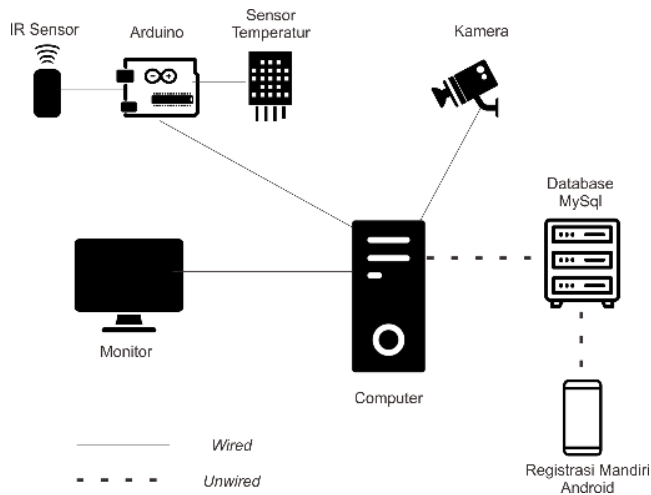 IR Sensor
Arduino
Sensor
Temperatur
Kamera
Database
MySql
Monitor
Computer
Wired
Unwired
Registrasi Mandiri
Android